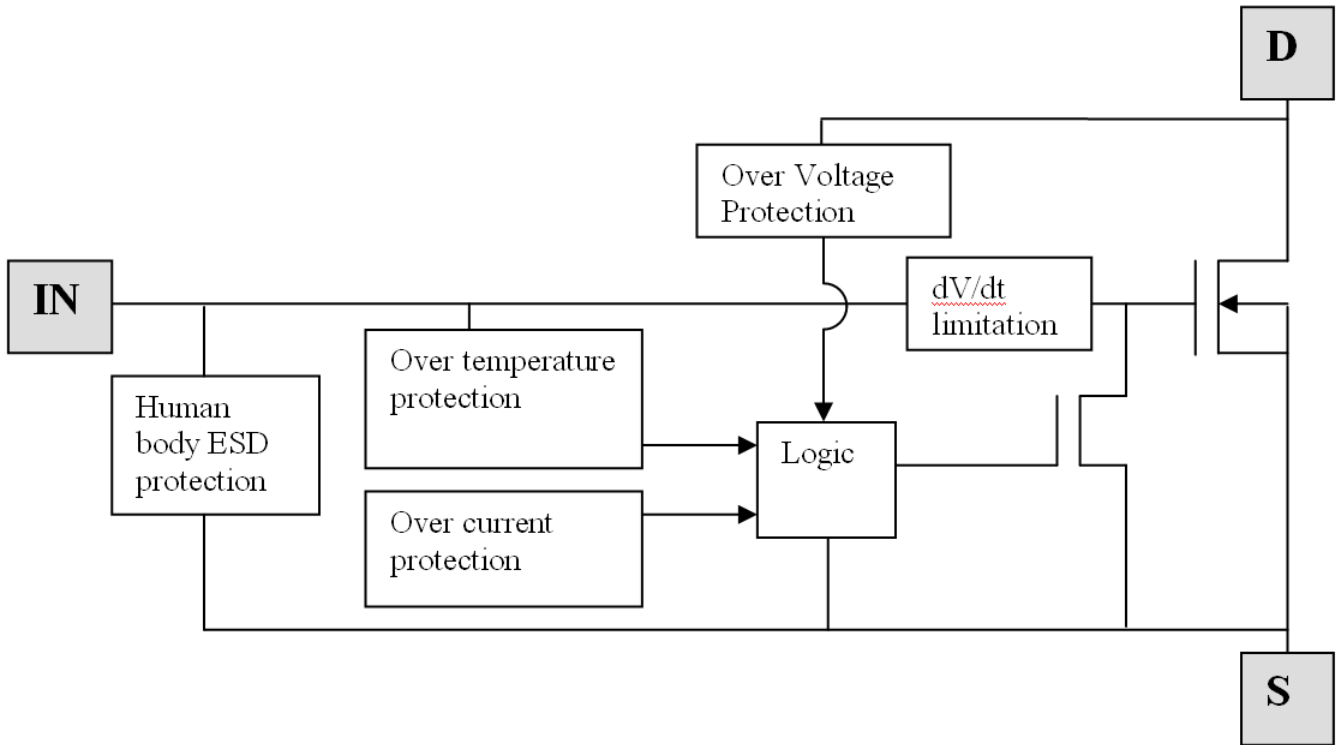 D
Over Voltage
Protection
IN
dV/dt
limitation
Over temperature
protection
Human
body ESD
protection
Logic
Over current
protection
S